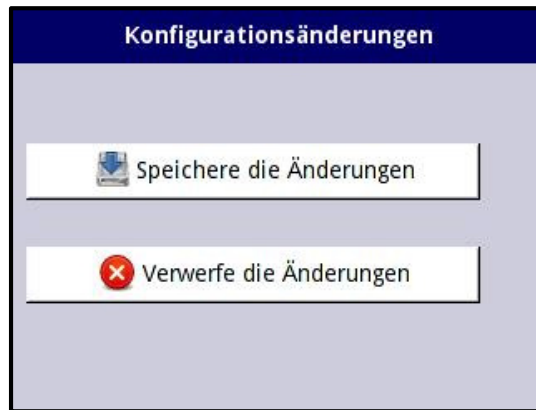 Konfigurationsänderungen
Speichere die Änderungen
Verwerfe die Änderungen